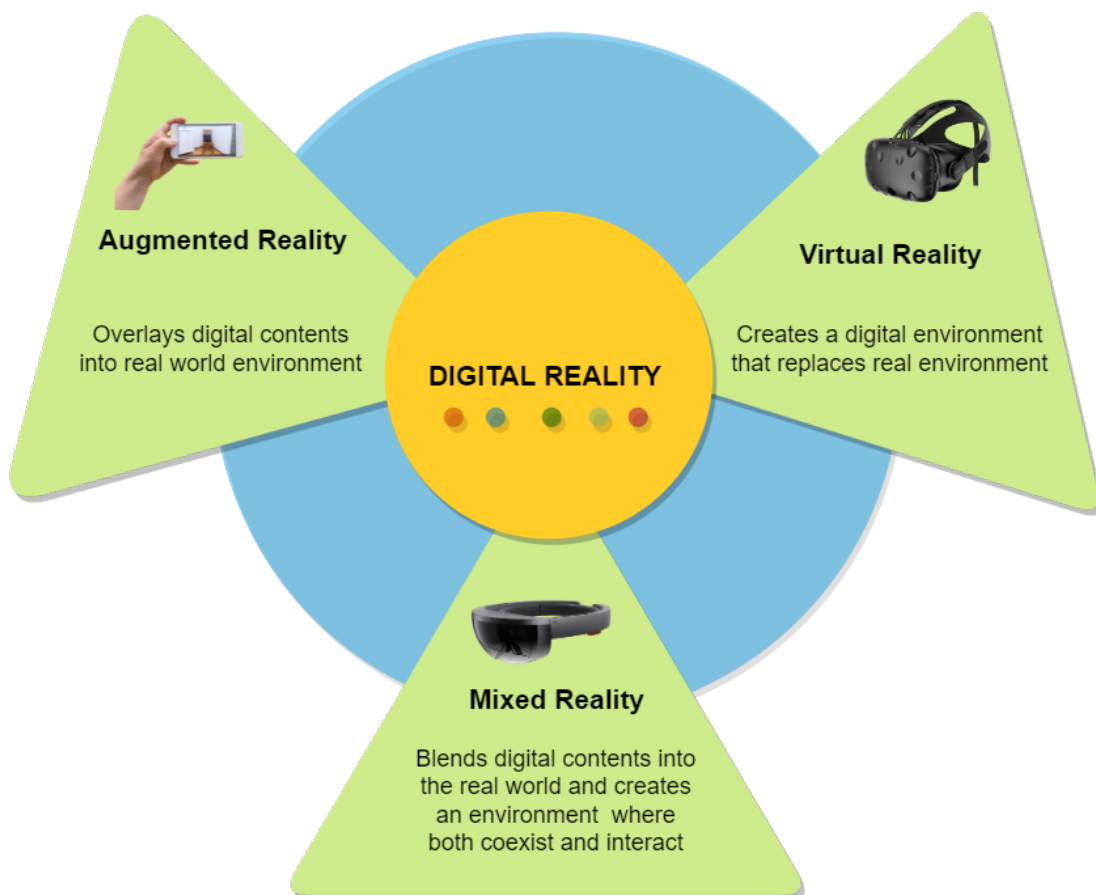 Augmented Reality
Overlays digital contents
into real world environment
Virtual Reality
Creates a digital environment
that replaces real environment
DIGITAL REALITY
Mixed Reality
Blends digital contents into
the real world and creates
an environment  where
both coexist and interact